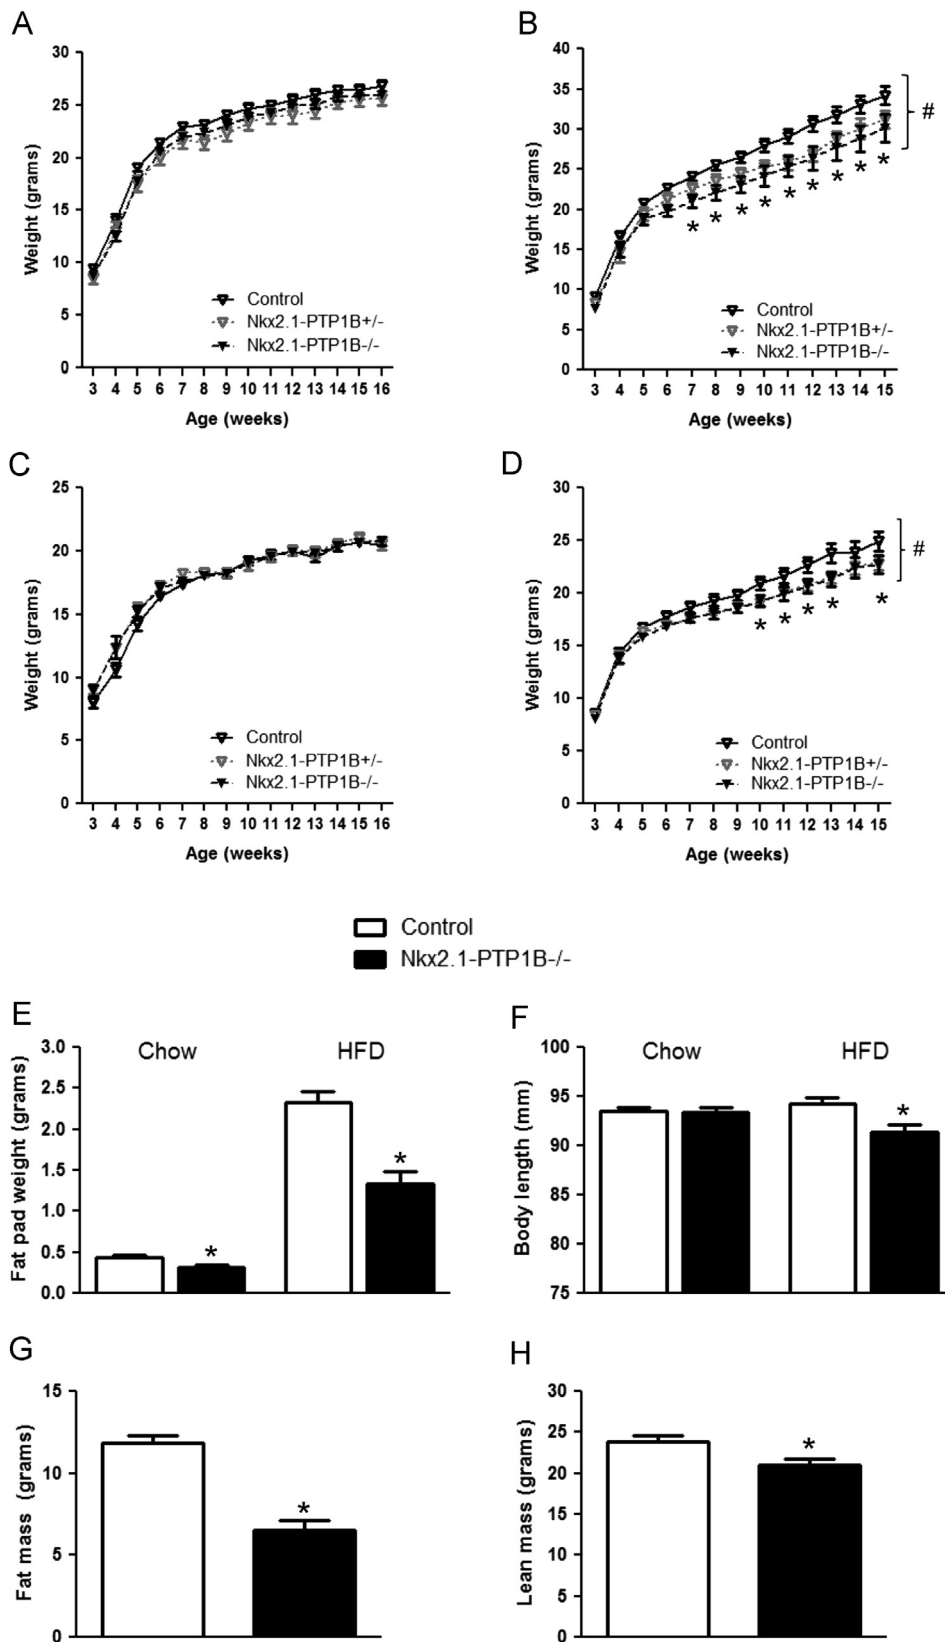 A
30
25
20
15
10
5
0
Weight (grams)
Control
Nkx2.1-PTP1B+/-
Nkx2.1-PTP1B-/-
3 4 5 6 7 8 9 10 11 12 13 14 15 16
Age (weeks)
B
40
35
30
25
20
15
10
5
0
Weight (grams)
#
* * * * * * * * *
Control
Nkx2.1-PTP1B+/-
Nkx2.1-PTP1B-/-
3 4 5 6 7 8 9 10 11 12 13 14 15
Age (weeks)
C
25
20
15
10
5
0
Weight (grams)
Control
Nkx2.1-PTP1B+/-
Nkx2.1-PTP1B-/-
3 4 5 6 7 8 9 10 11 12 13 14 15 16
Age (weeks)
D
30
25
20
15
10
5
0
Weight (grams)
#
* * * * *
Control
Nkx2.1-PTP1B+/-
Nkx2.1-PTP1B-/-
3 4 5 6 7 8 9 10 11 12 13 14 15
Age (weeks)
Control
Nkx2.1-PTP1B-/-
E
3.0
2.5
2.0
1.5
1.0
0.5
0.0
Fat pad weight (grams)
Chow HFD
* *
F
100
95
90
85
80
75
Body length (mm)
Chow HFD
*
G
15
10
5
0
Fat mass (grams)
*
H
30
25
20
15
10
5
0
Lean mass (grams)
*